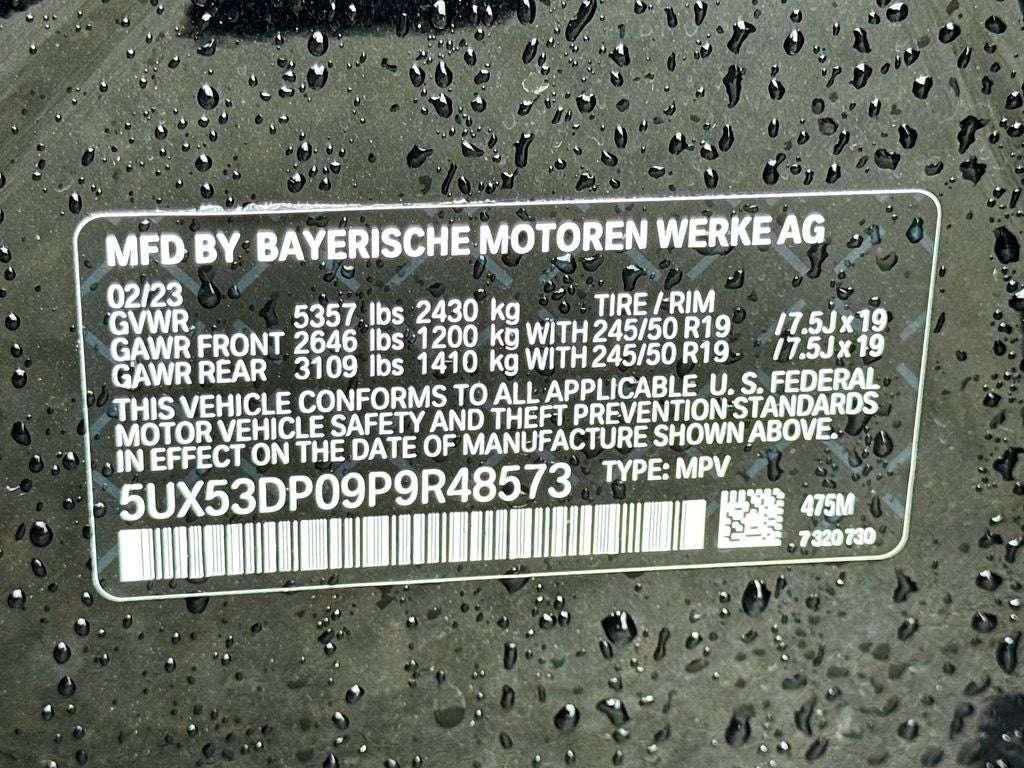 MFD BY BAYERISCHE MOTOREN WERKE AG
02/23 TIRE / RIM
GVWR 5357 lbs 2430 kg
GAWR FRONT 2646 lbs 1200 kg WITH 245/50 R19 / 7.5J x 19
GAWR REAR 3109 lbs 1410 kg WITH 245/50 R19 / 7.5J x 19
THIS VEHICLE CONFORMS TO ALL APPLICABLE U. S. FEDERAL
MOTOR VEHICLE SAFETY AND THEFT PREVENTION STANDARDS
IN EFFECT ON THE DATE OF MANUFACTURE SHOWN ABOVE.
5UX53DP09P9R48573 TYPE: MPV
475M
7 320 730